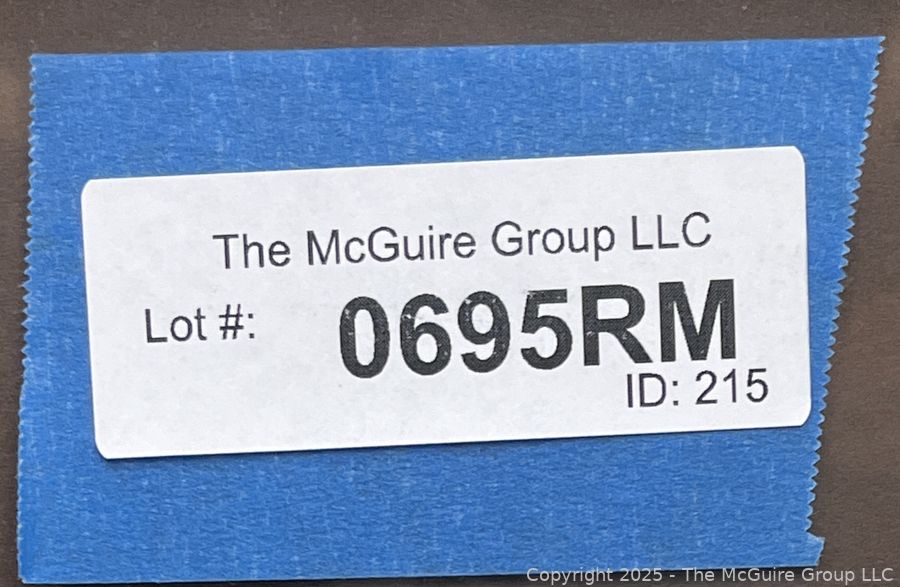 The McGuire Group LLC
Lot #: 0695RM
ID: 215
Copyright 2025 - The McGuire Group LLC